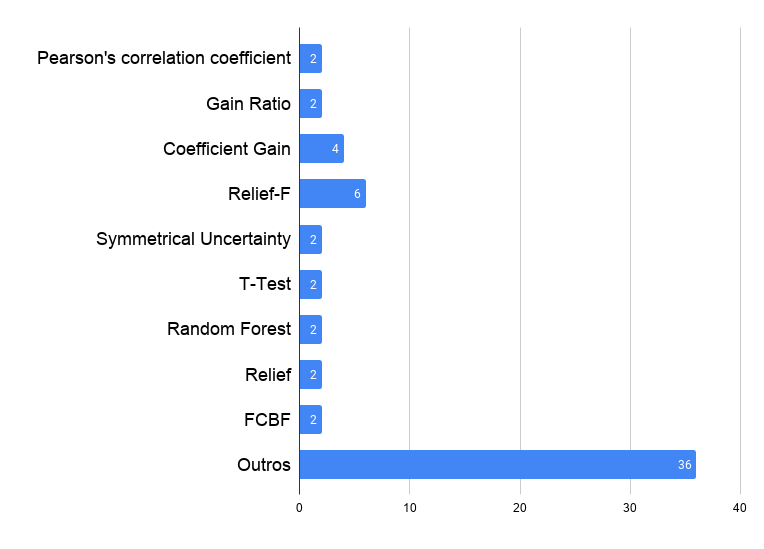 Pearson's correlation coefficient 2
Gain Ratio 2
Coefficient Gain 4
Relief-F 6
Symmetrical Uncertainty 2
T-Test 2
Random Forest 2
Relief 2
FCBF 2
Outros 36
0 10 20 30 40